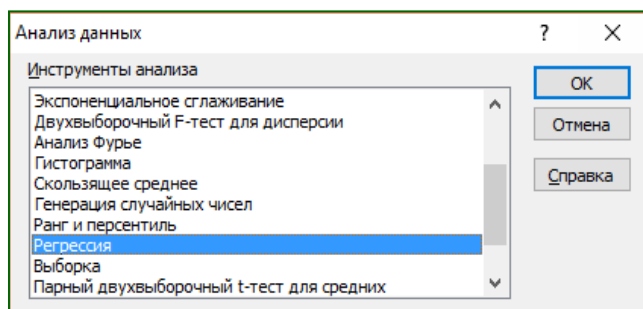 Анализ данных
?
Инструменты анализа
Экспоненциальное сглаживание
Двухвыборочный F-тест для дисперсии
Анализ Фурье
Гистограмма
Скользящее среднее
Генерация случайных чисел
Ранг и персентиль
Регрессия
Выборка
Парный двухвыборочный t-тест для средних
OK
Отмена
Справка